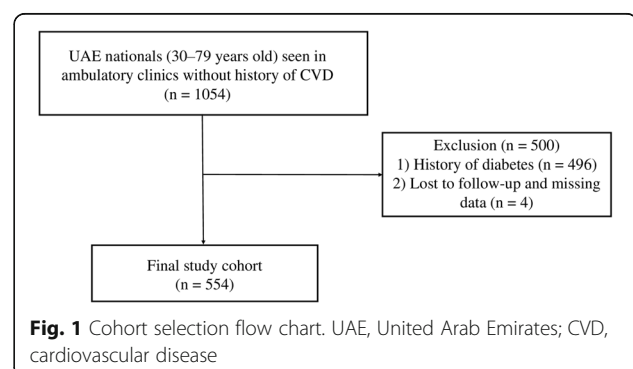 UAE nationals (30–79 years old) seen in
ambulatory clinics without history of CVD
(n = 1054)
Exclusion (n = 500)
1) History of diabetes (n = 496)
2) Lost to follow-up and missing
data (n = 4)
Final study cohort
(n = 554)
Fig. 1 Cohort selection flow chart. UAE, United Arab Emirates; CVD,
cardiovascular disease